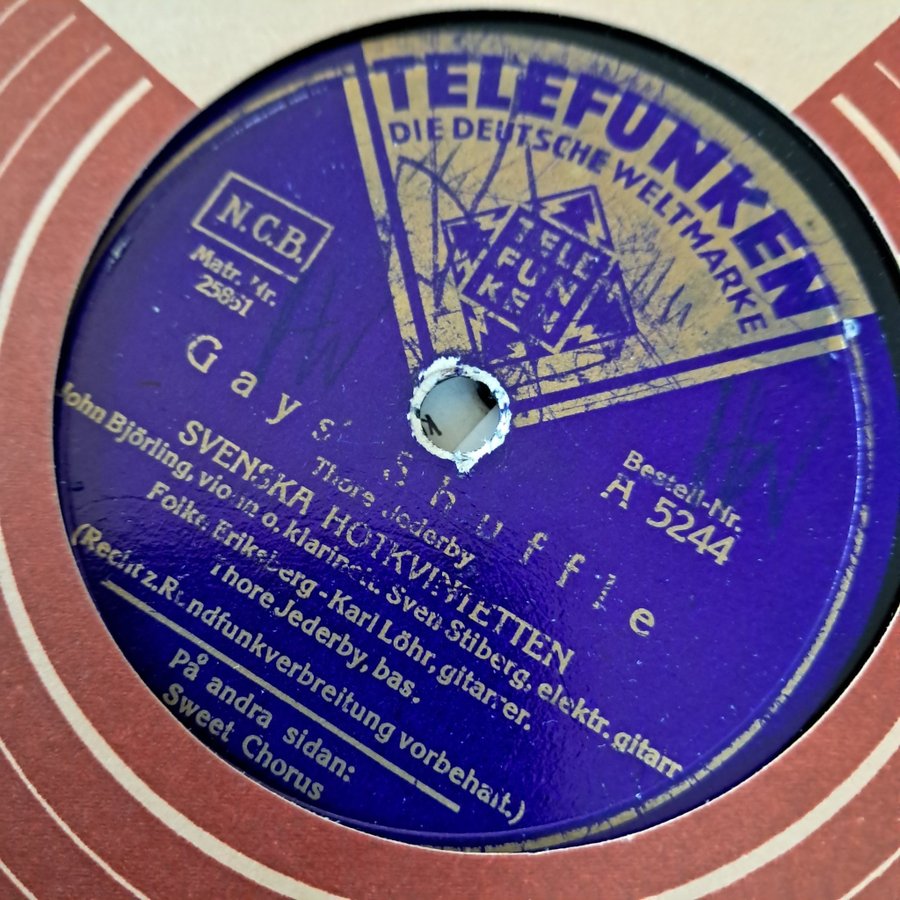 TELEFUNKEN
DIE DEUTSCHE WELTMARKE
TELE
FUN
KEN
N.C.B.
Matr. Nr.
25851
Bestell-Nr.
A 5244
Gays' Shuffle
Thore Jederby
SVENSKA HOTKVINTETTEN
John Björling, violin o. klarinett, Sven Stiberg, elektr. gitarr
Folke Eriksberg - Karl Löhr, gitarrer.
Thore Jederby, bas.
(Recht z. Rundfunkverbreitung vorbehalt.)
På andra sidan:
Sweet Chorus